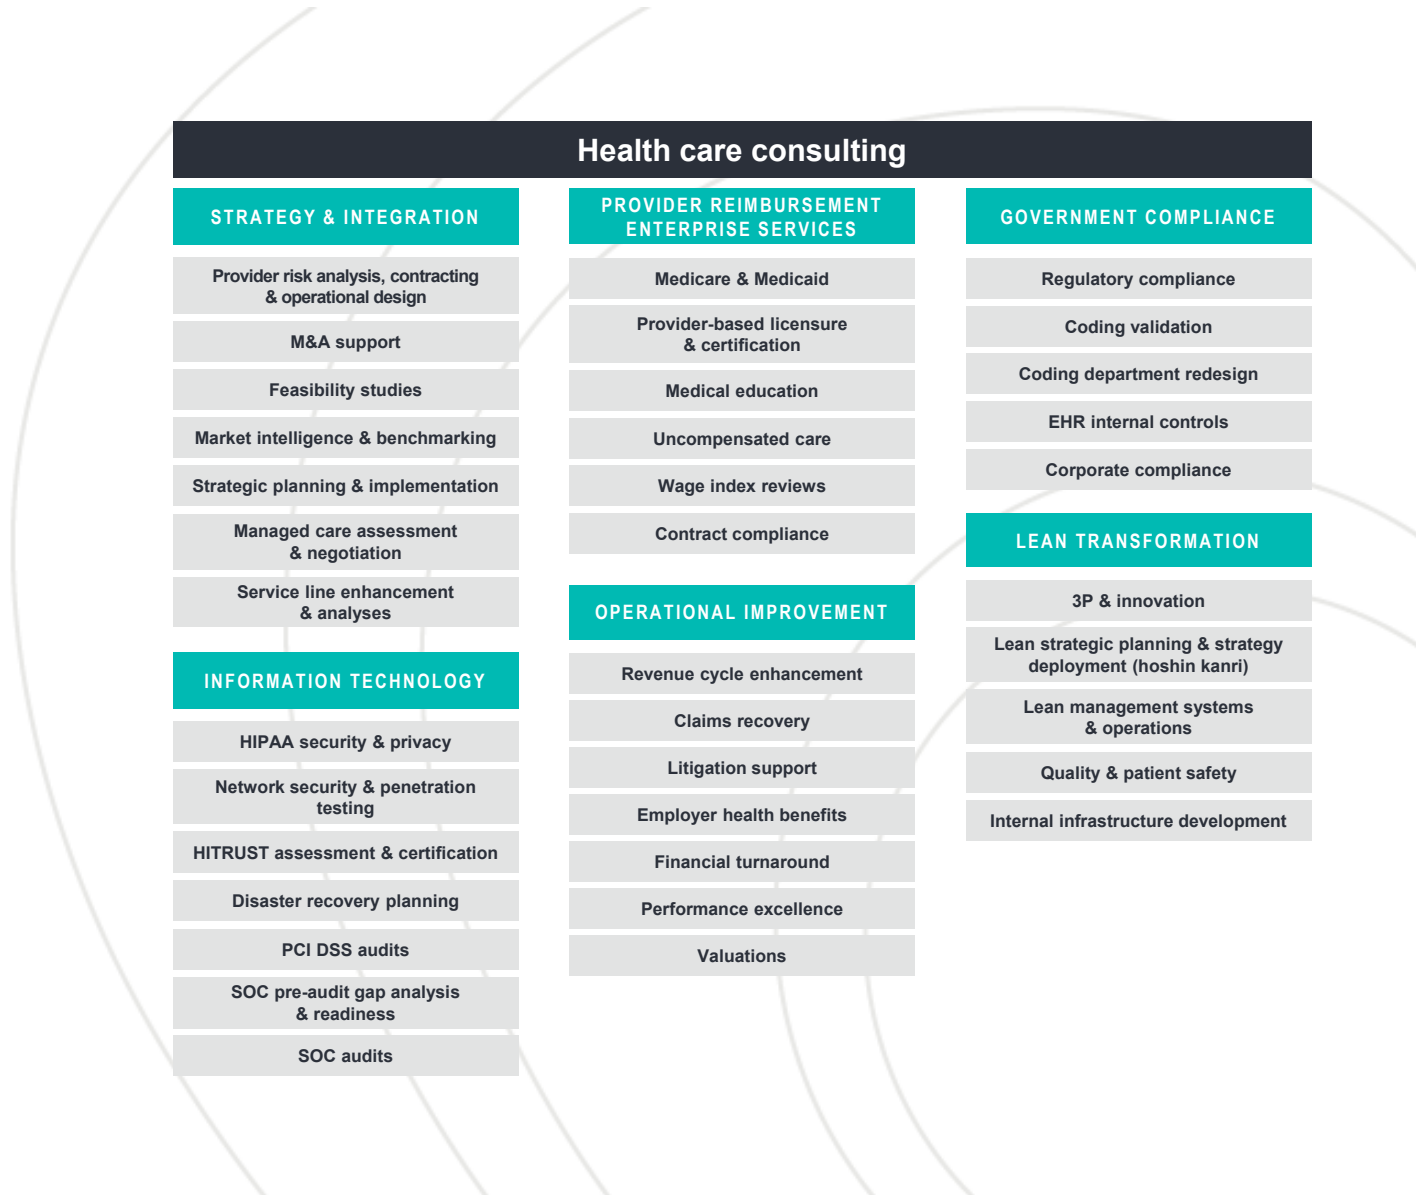 Health care consulting
STRATEGY & INTEGRATION
Provider risk analysis, contracting
& operational design
M&A support
Feasibility studies
Market intelligence & benchmarking
Strategic planning & implementation
Managed care assessment
& negotiation
Service line enhancement
& analyses
INFORMATION TECHNOLOGY
HIPAA security & privacy
Network security & penetration
testing
HITRUST assessment & certification
Disaster recovery planning
PCI DSS audits
SOC pre-audit gap analysis
& readiness
SOC audits
PROVIDER REIMBURSEMENT
ENTERPRISE SERVICES
Medicare & Medicaid
Provider-based licensure
& certification
Medical education
Uncompensated care
Wage index reviews
Contract compliance
OPERATIONAL IMPROVEMENT
Revenue cycle enhancement
Claims recovery
Litigation support
Employer health benefits
Financial turnaround
Performance excellence
Valuations
GOVERNMENT COMPLIANCE
Regulatory compliance
Coding validation
Coding department redesign
EHR internal controls
Corporate compliance
LEAN TRANSFORMATION
3P & innovation
Lean strategic planning & strategy
deployment (hoshin kanri)
Lean management systems
& operations
Quality & patient safety
Internal infrastructure development